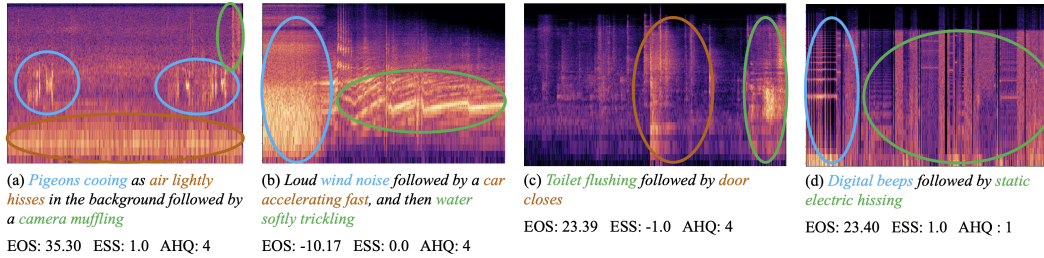 (a) Pigeons cooing as air lightly
hisses in the background followed by
a camera muffling
EOS: 35.30 ESS: 1.0 AHQ: 4
(b) Loud wind noise followed by a car
accelerating fast, and then water
softly trickling
EOS: -10.17 ESS: 0.0 AHQ: 4
(c) Toilet flushing followed by door
closes
EOS: 23.39 ESS: -1.0 AHQ: 4
(d) Digital beeps followed by static
electric hissing
EOS: 23.40 ESS: 1.0 AHQ : 1